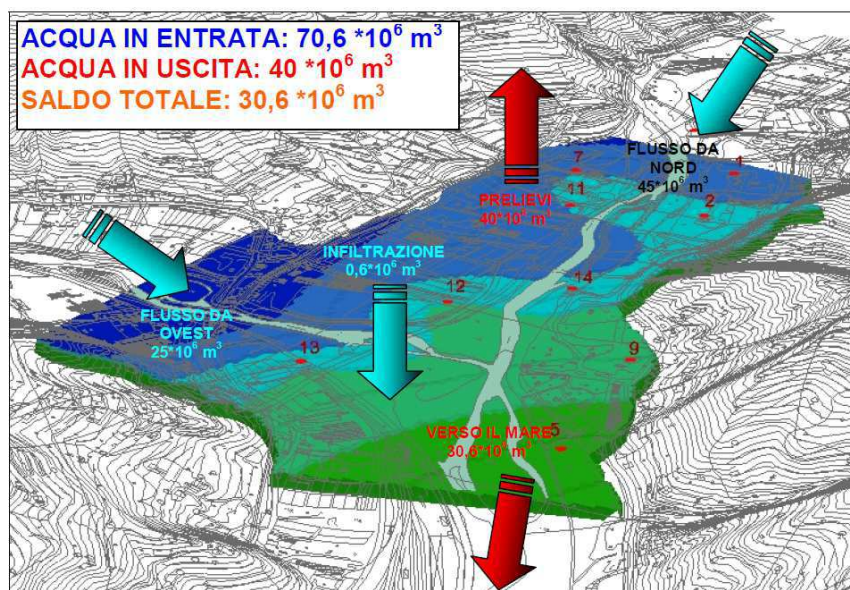 ACQUA IN ENTRATA: 70,6 *10⁶ m³
ACQUA IN USCITA: 40 *10⁶ m³
SALDO TOTALE: 30,6 *10⁶ m³
FLUSSO DA
NORD
45*10⁶ m³
7
1
11
2
PRELIEVI
40*10⁶ m³
INFILTRAZIONE
0,6*10⁶ m³
14
12
FLUSSO DA
OVEST
25*10⁶ m³
13
9
VERSO IL MARE
30,6*10⁶ m³
5